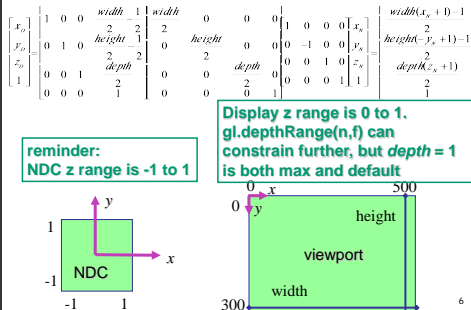 [x_D y_D z_D 1] = [1 0 0 width/2 - 1/2; 0 1 0 height/2 - 1/2; 0 0 1 depth/2; 0 0 0 1] [width/2 0 0 0; 0 height/2 0 0; 0 0 depth/2 0; 0 0 0 1] [1 0 0 0; 0 -1 0 0; 0 0 1 0; 0 0 0 1] [x_N y_N z_N 1] = [width(x_N + 1) - 1 / 2; height(-y_N + 1) - 1 / 2; depth(z_N + 1) / 2; 1]
Display z range is 0 to 1.
gl.depthRange(n,f) can
constrain further, but depth = 1
is both max and default
reminder:
NDC z range is -1 to 1
y
1
x
NDC
-1
-1 1
0 x 500
0 y
height
viewport
width
300
6